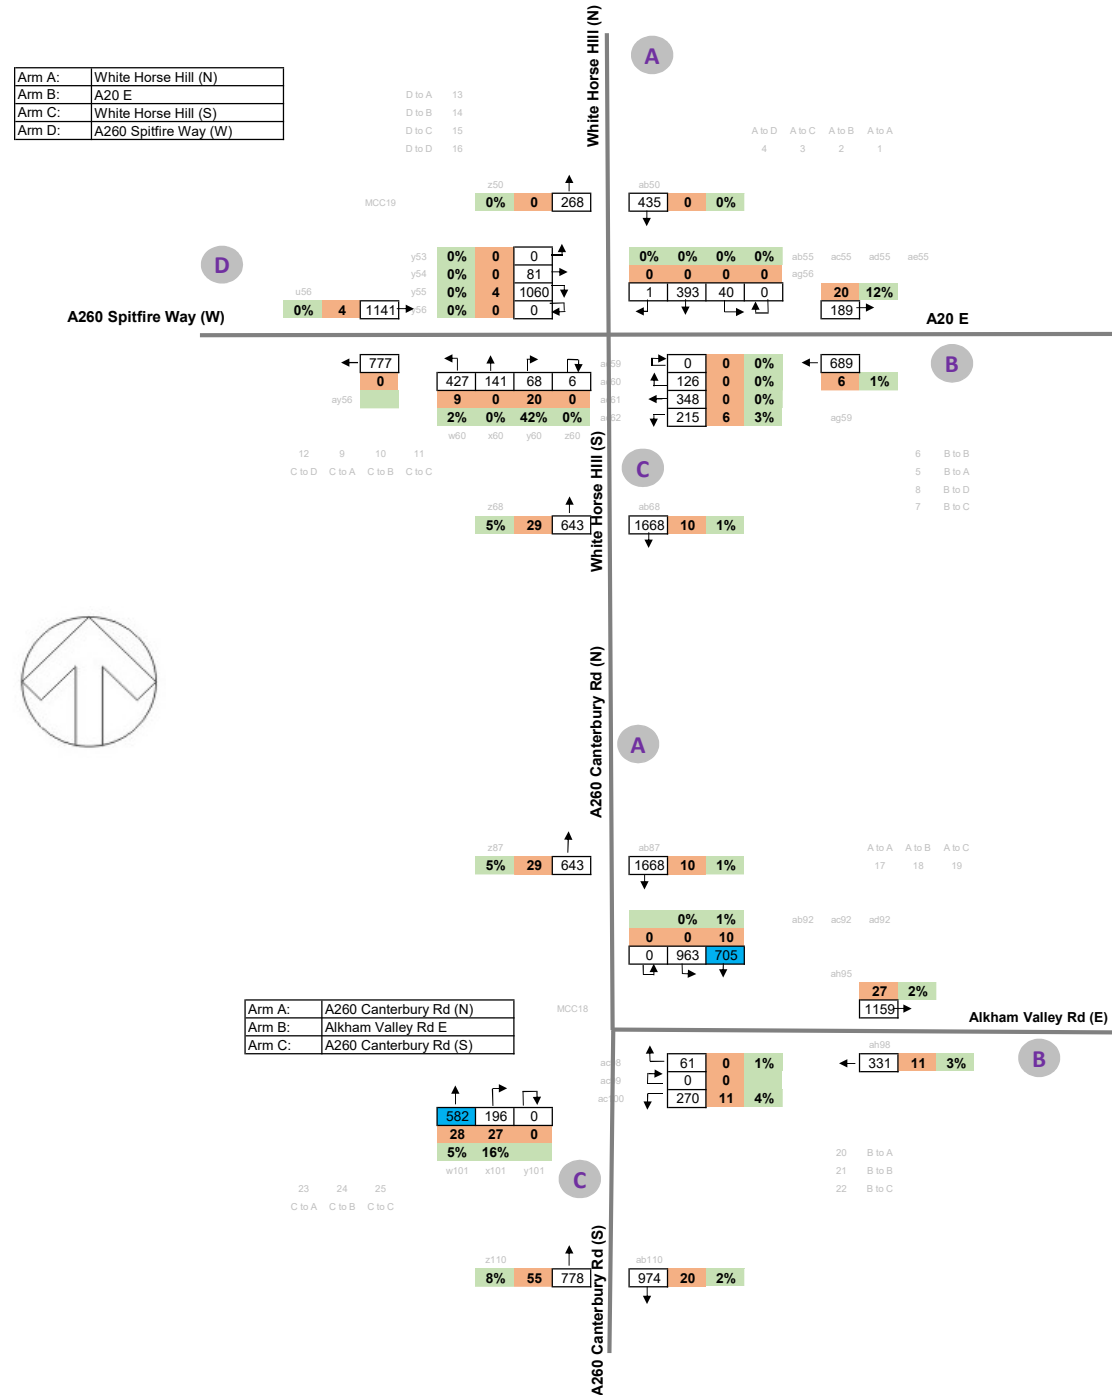 White Horse Hill (N)
A
Arm A: White Horse Hill (N)
Arm B: A20 E
Arm C: White Horse Hill (S)
Arm D: A260 Spitfire Way (W)
D to A 13
D to B 14
D to C 15
D to D 16
A to D A to C A to B A to A
4 3 2 1
z50
ab50
MCC19
0% 0 268
435 0 0%
D
y53 0% 0 0
y54 0% 0 81
y55 0% 4 1060
y56 0% 0 0
0% 0% 0% 0% ab55 ac55 ad55 ae55
0 0 0 0 ag56
1 393 40 0
u56
0% 4 1141
20 12%
189
A260 Spitfire Way (W)
A20 E
777
0
ay56
427 141 68 6
9 0 20 0
2% 0% 42% 0%
w60 x60 y60 z60
0 0 0%
ag60 126 0 0%
348 0 0%
215 6 3%
689
6 1%
ag59
B
12 9 10 11
C to D C to A C to B C to C
White Horse Hill (S)
C
6 B to B
5 B to A
8 B to D
7 B to C
z68
ab68
5% 29 643
1668 10 1%
A260 Canterbury Rd (N)
A
z87
ab87
5% 29 643
1668 10 1%
A to A A to B A to C
17 18 19
0% 1%
0 0 10
0 963 705
ab92 ac92 ad92
ah95
27 2%
1159
Arm A: A260 Canterbury Rd (N)
Arm B: Alkham Valley Rd E
Arm C: A260 Canterbury Rd (S)
MCC18
Alkham Valley Rd (E)
B
61 0 1%
0 0
ac100 270 11 4%
ah98
331 11 3%
582 196 0
28 27 0
5% 16%
w101 x101 y101
C
23 24 25
C to A C to B C to C
20 B to A
21 B to B
22 B to C
A260 Canterbury Rd (S)
z110
ab110
8% 55 778
974 20 2%